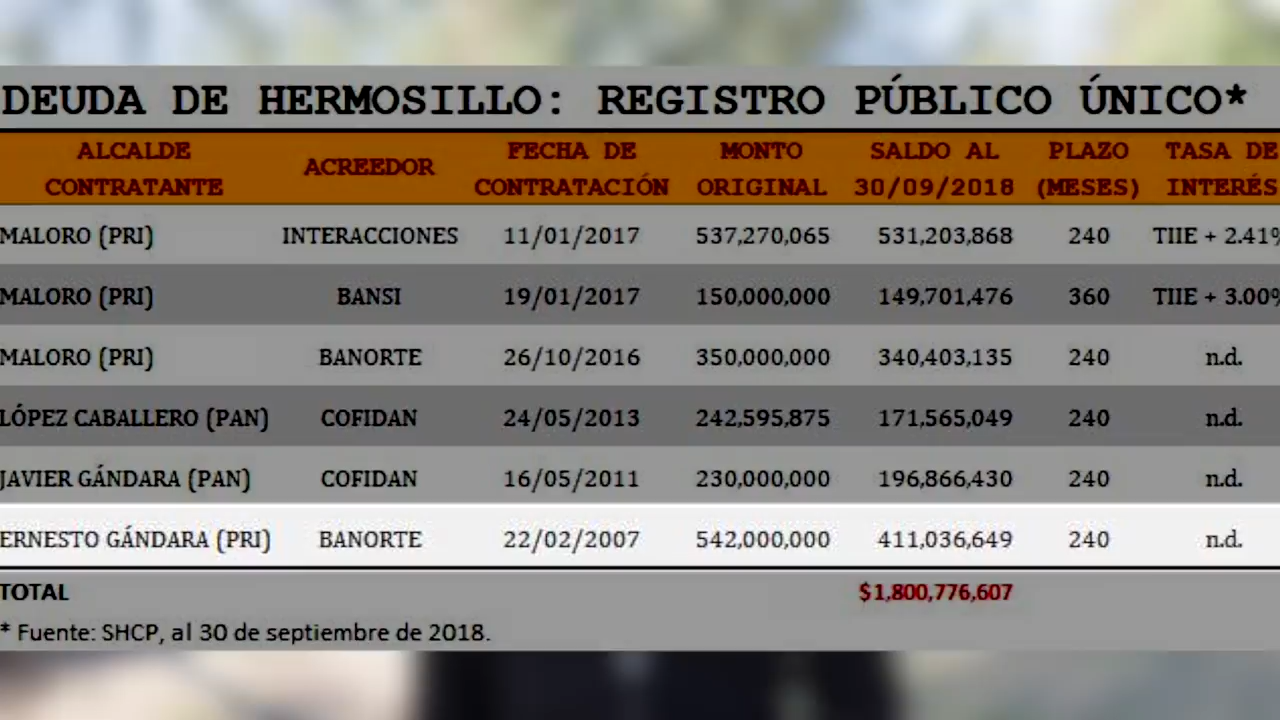 DEUDA DE HERMOSILLO: REGISTRO PÚBLICO ÚNICO*
ALCALDE CONTRATANTE ACREEDOR FECHA DE CONTRATACIÓN MONTO ORIGINAL SALDO AL 30/09/2018 PLAZO (MESES) TASA DE INTERÉS
MALORO (PRI) INTERACCIONES 11/01/2017 537,270,065 531,203,868 240 TIIE + 2.41%
MALORO (PRI) BANSI 19/01/2017 150,000,000 149,701,476 360 TIIE + 3.00%
MALORO (PRI) BANORTE 26/10/2016 350,000,000 340,403,135 240 n.d.
LÓPEZ CABALLERO (PAN) COFIDAN 24/05/2013 242,595,875 171,565,049 240 n.d.
JAVIER GÁNDARA (PAN) COFIDAN 16/05/2011 230,000,000 196,866,430 240 n.d.
ERNESTO GÁNDARA (PRI) BANORTE 22/02/2007 542,000,000 411,036,649 240 n.d.
TOTAL $1,800,776,607
* Fuente: SHCP, al 30 de septiembre de 2018.